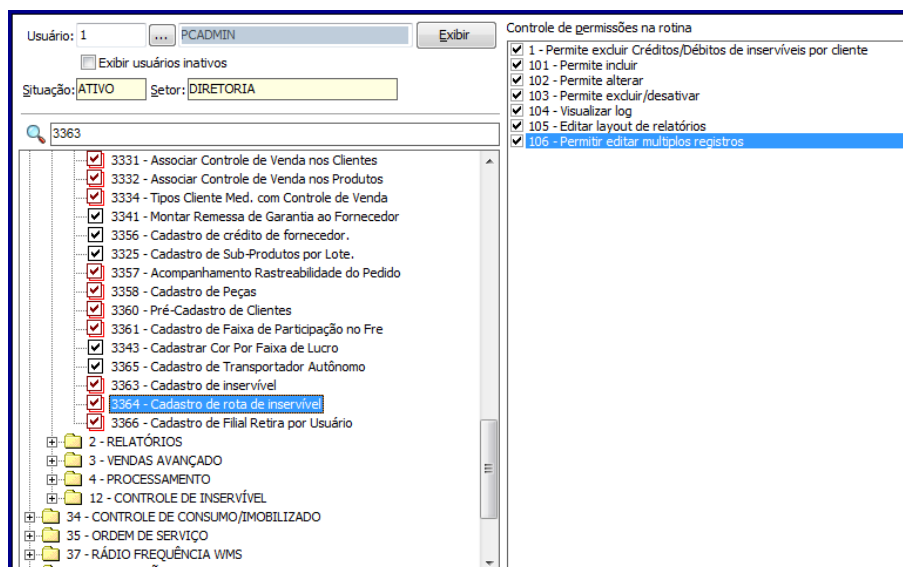 Usuário: 1 ... PCADMIN Exibir
Exibir usuários inativos
Situação: ATIVO Setor: DIRETORIA
3363
3331 - Associar Controle de Venda nos Clientes
3332 - Associar Controle de Venda nos Produtos
3334 - Tipos Cliente Med. com Controle de Venda
3341 - Montar Remessa de Garantia ao Fornecedor
3356 - Cadastro de crédito de fornecedor.
3325 - Cadastro de Sub-Produtos por Lote.
3357 - Acompanhamento Rastreabilidade do Pedido
3358 - Cadastro de Peças
3360 - Pré-Cadastro de Clientes
3361 - Cadastro de Faixa de Participação no Fre
3343 - Cadastrar Cor Por Faixa de Lucro
3365 - Cadastro de Transportador Autônomo
3363 - Cadastro de inservível
3364 - Cadastro de rota de inservível
3366 - Cadastro de Filial Retira por Usuário
2 - RELATÓRIOS
3 - VENDAS AVANÇADO
4 - PROCESSAMENTO
12 - CONTROLE DE INSERVÍVEL
34 - CONTROLE DE CONSUMO/IMOBILIZADO
35 - ORDEM DE SERVIÇO
37 - RÁDIO FREQUÊNCIA WMS
Controle de permissões na rotina
1 - Permite excluir Créditos/Débitos de inservíveis por cliente
101 - Permite incluir
102 - Permite alterar
103 - Permite excluir/desativar
104 - Visualizar log
105 - Editar layout de relatórios
106 - Permitir editar multiplos registros